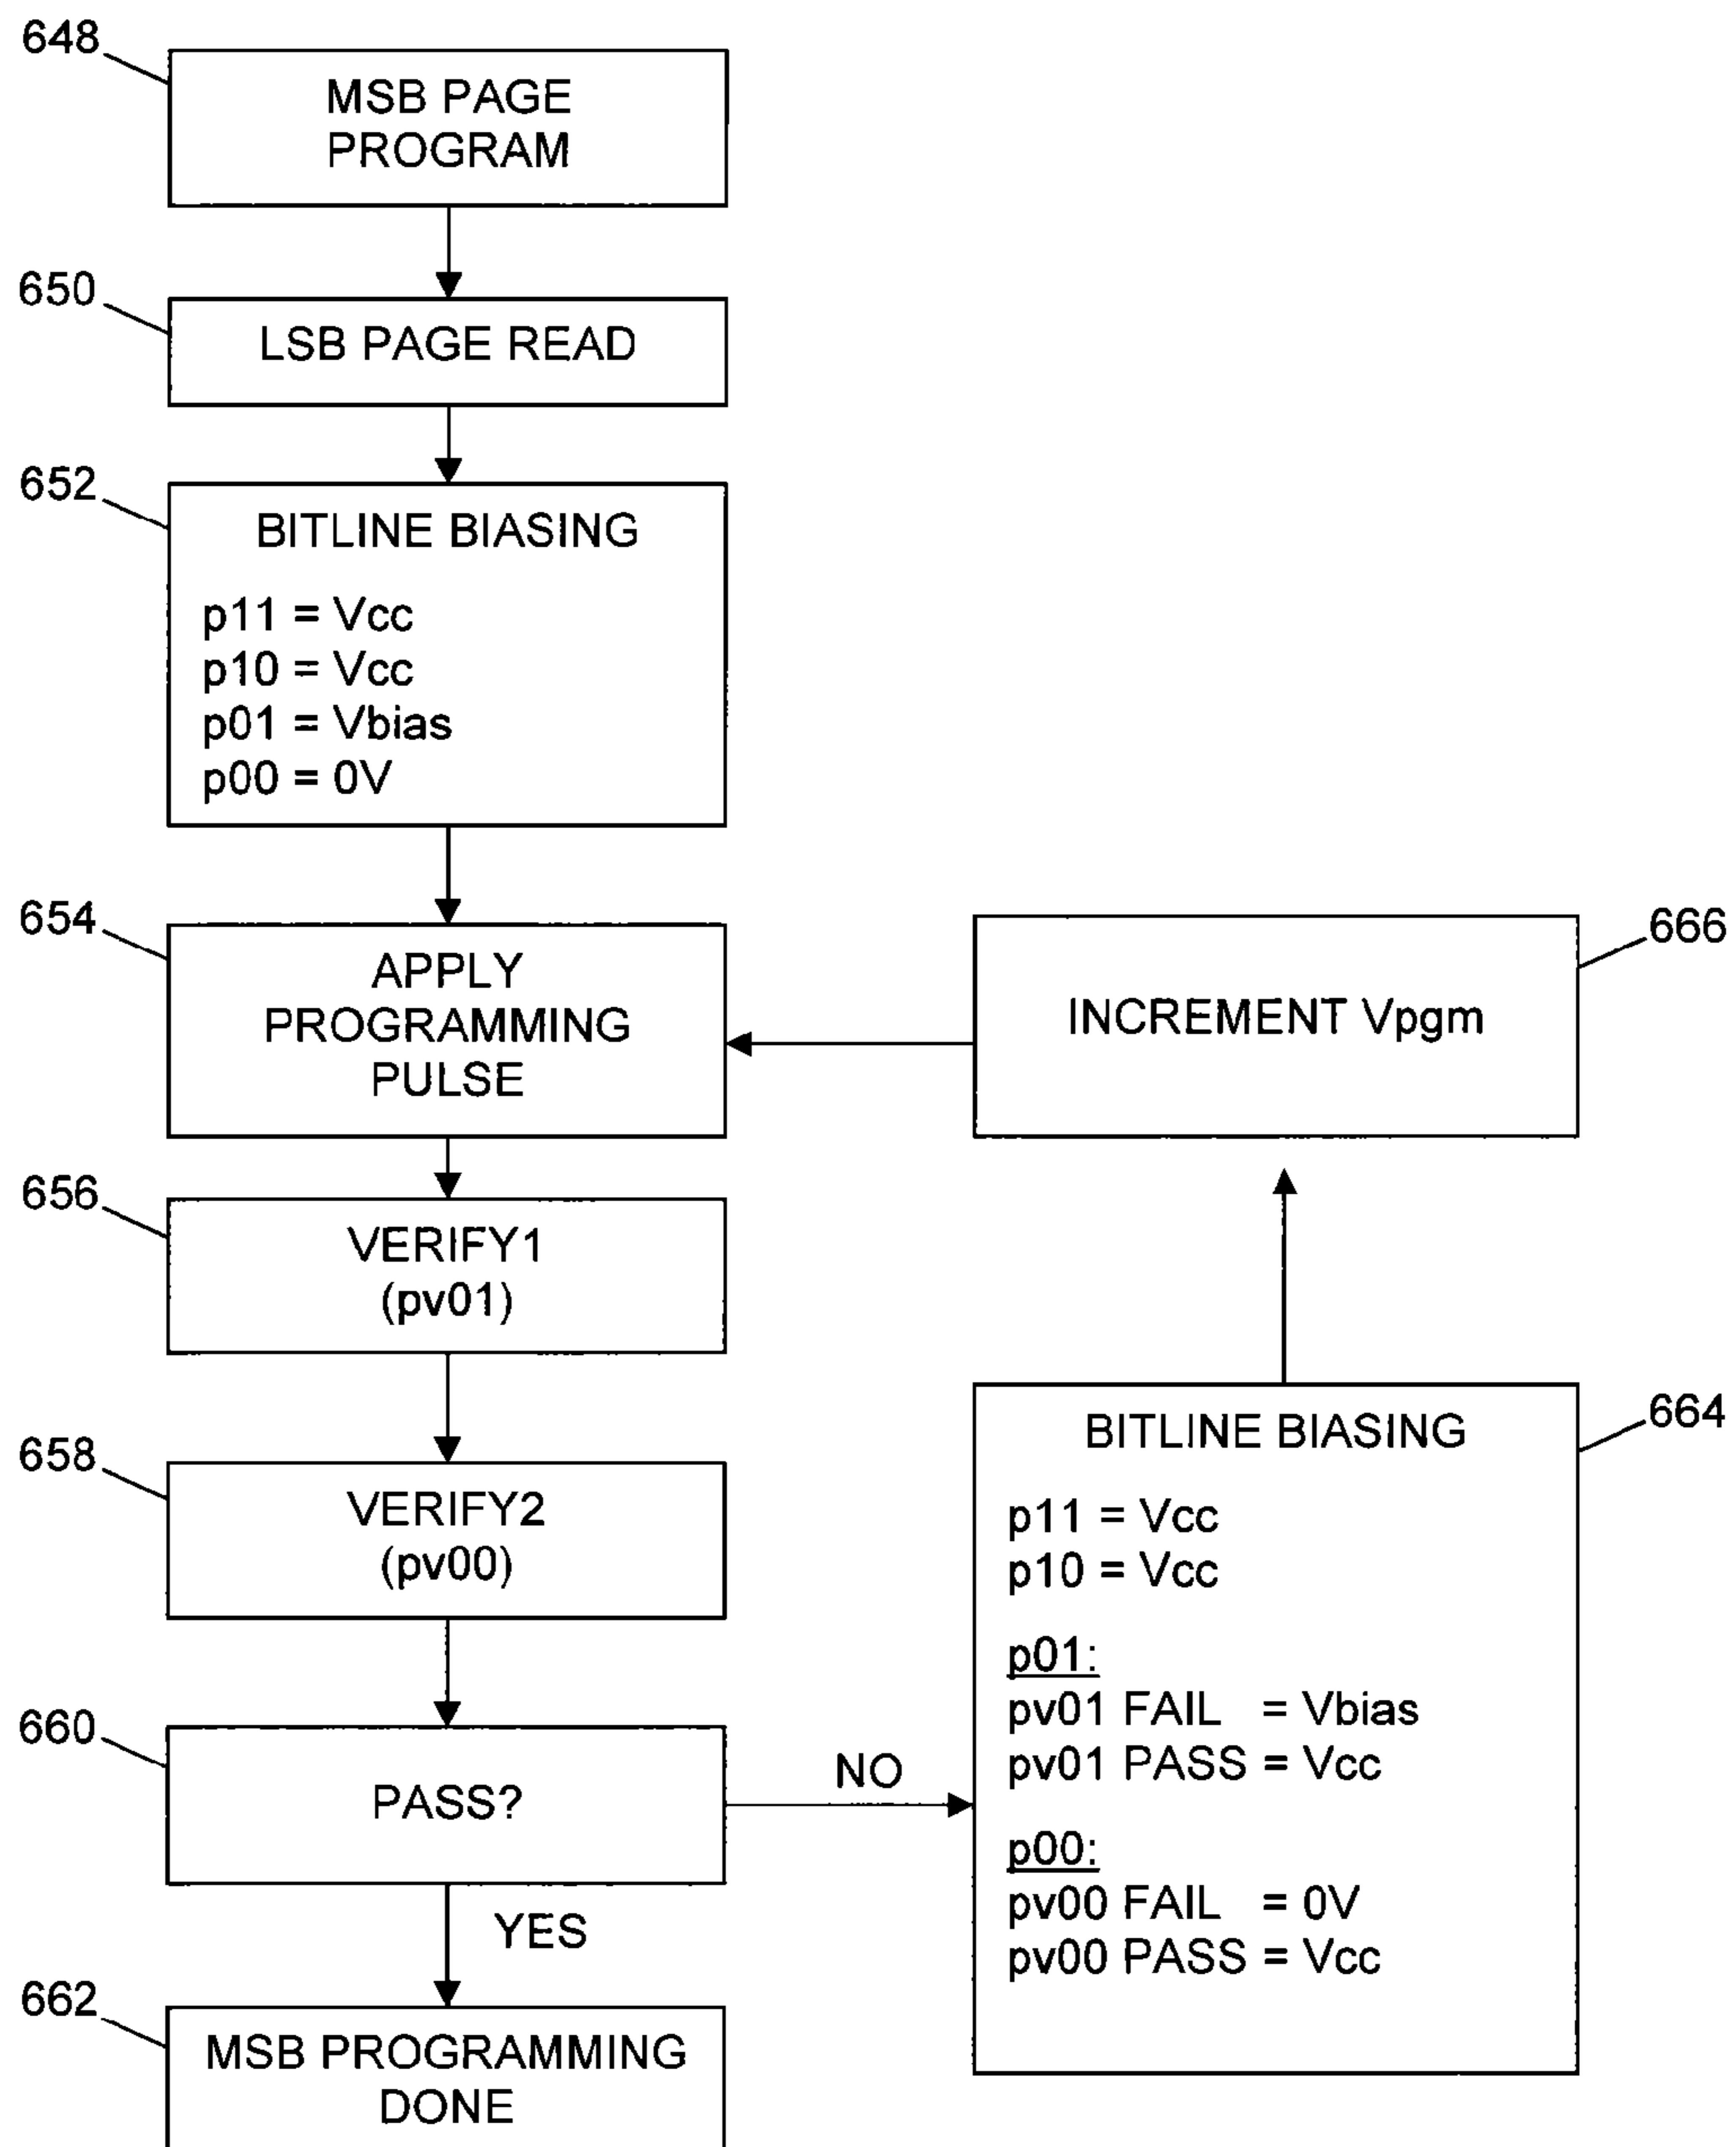 648
MSB PAGE
PROGRAM
650
LSB PAGE READ
652
BITLINE BIASING
p11 = Vcc
p10 = Vcc
p01 = Vbias
p00 = 0V
654
APPLY
PROGRAMMING
PULSE
666
INCREMENT Vpgm
656
VERIFY1
(pv01)
658
VERIFY2
(pv00)
660
PASS?
NO
YES
664
BITLINE BIASING
p11 = Vcc
p10 = Vcc
p01:
pv01 FAIL = Vbias
pv01 PASS = Vcc
p00:
pv00 FAIL = 0V
pv00 PASS = Vcc
662
MSB PROGRAMMING
DONE